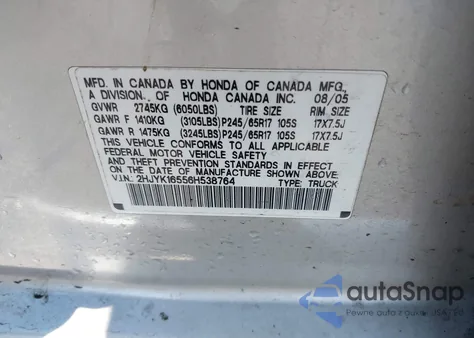 MFD. IN CANADA BY HONDA OF CANADA MFG.,
A DIVISION OF HONDA CANADA INC. 08/05
GVWR 2745KG (6050LBS) TIRE SIZE RIM SIZE
GAWR F 1410KG (3105LBS) P245/65R17 105S 17X7.5J
GAWR R 1475KG (3245LBS) P245/65R17 105S 17X7.5J
THIS VEHICLE CONFORMS TO ALL APPLICABLE
FEDERAL MOTOR VEHICLE SAFETY
STANDARDS IN EFFECT ON THE DATE OF
MANUFACTURE SHOWN ABOVE.
V.I.N.: 2HJYK16556H538764 TYPE: TRUCK
autaSnap
Pewne auta z